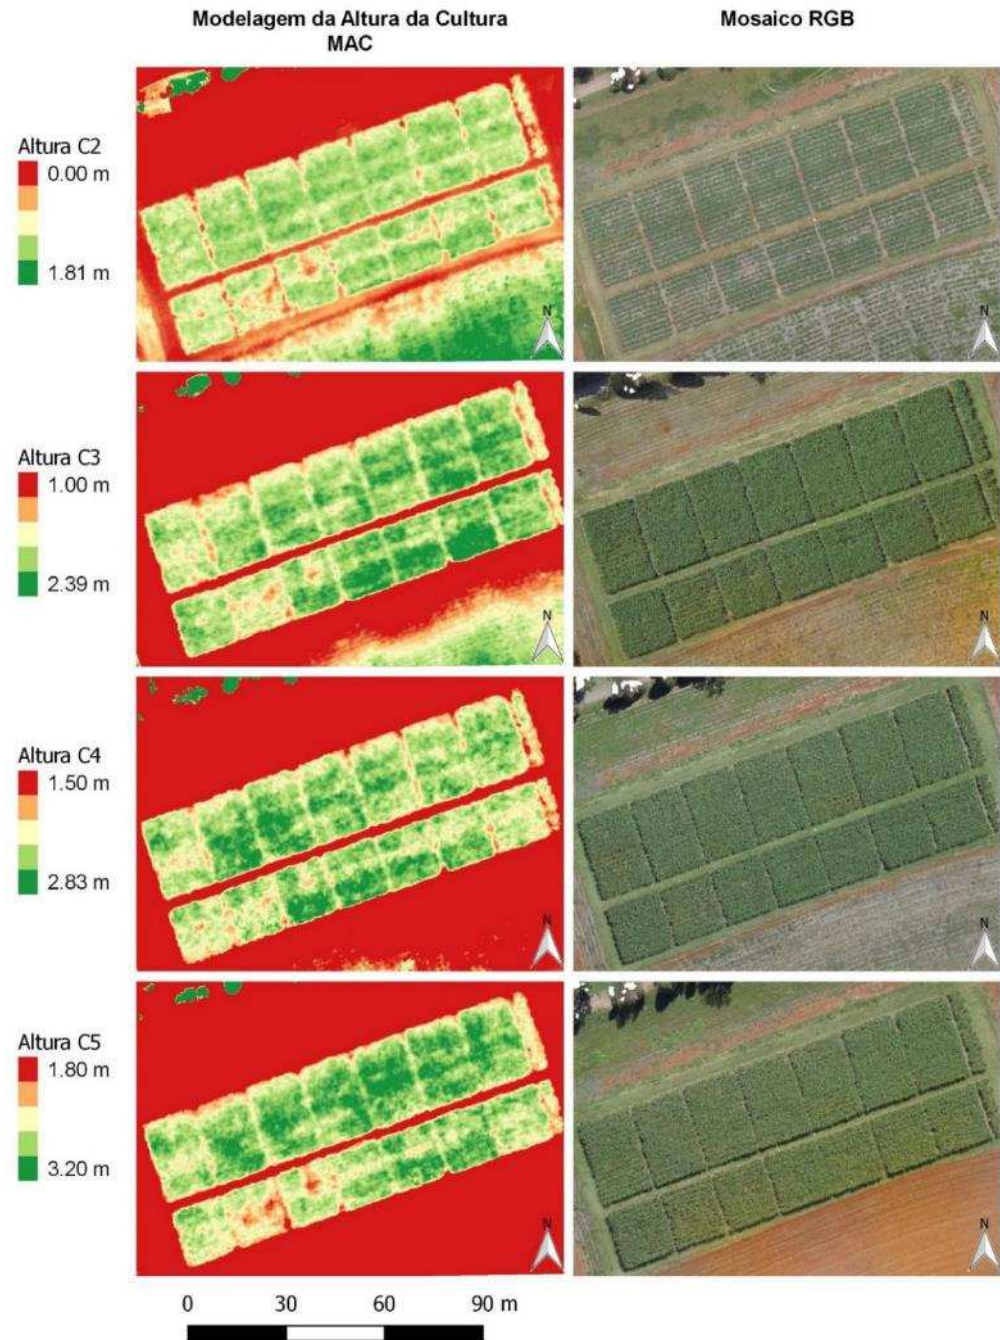 Modelagem da Altura da Cultura
MAC
Mosaico RGB
Altura C2
0.00 m
1.81 m
N
N
Altura C3
1.00 m
2.39 m
N
N
Altura C4
1.50 m
2.83 m
N
N
Altura C5
1.80 m
3.20 m
N
N
0 30 60 90 m